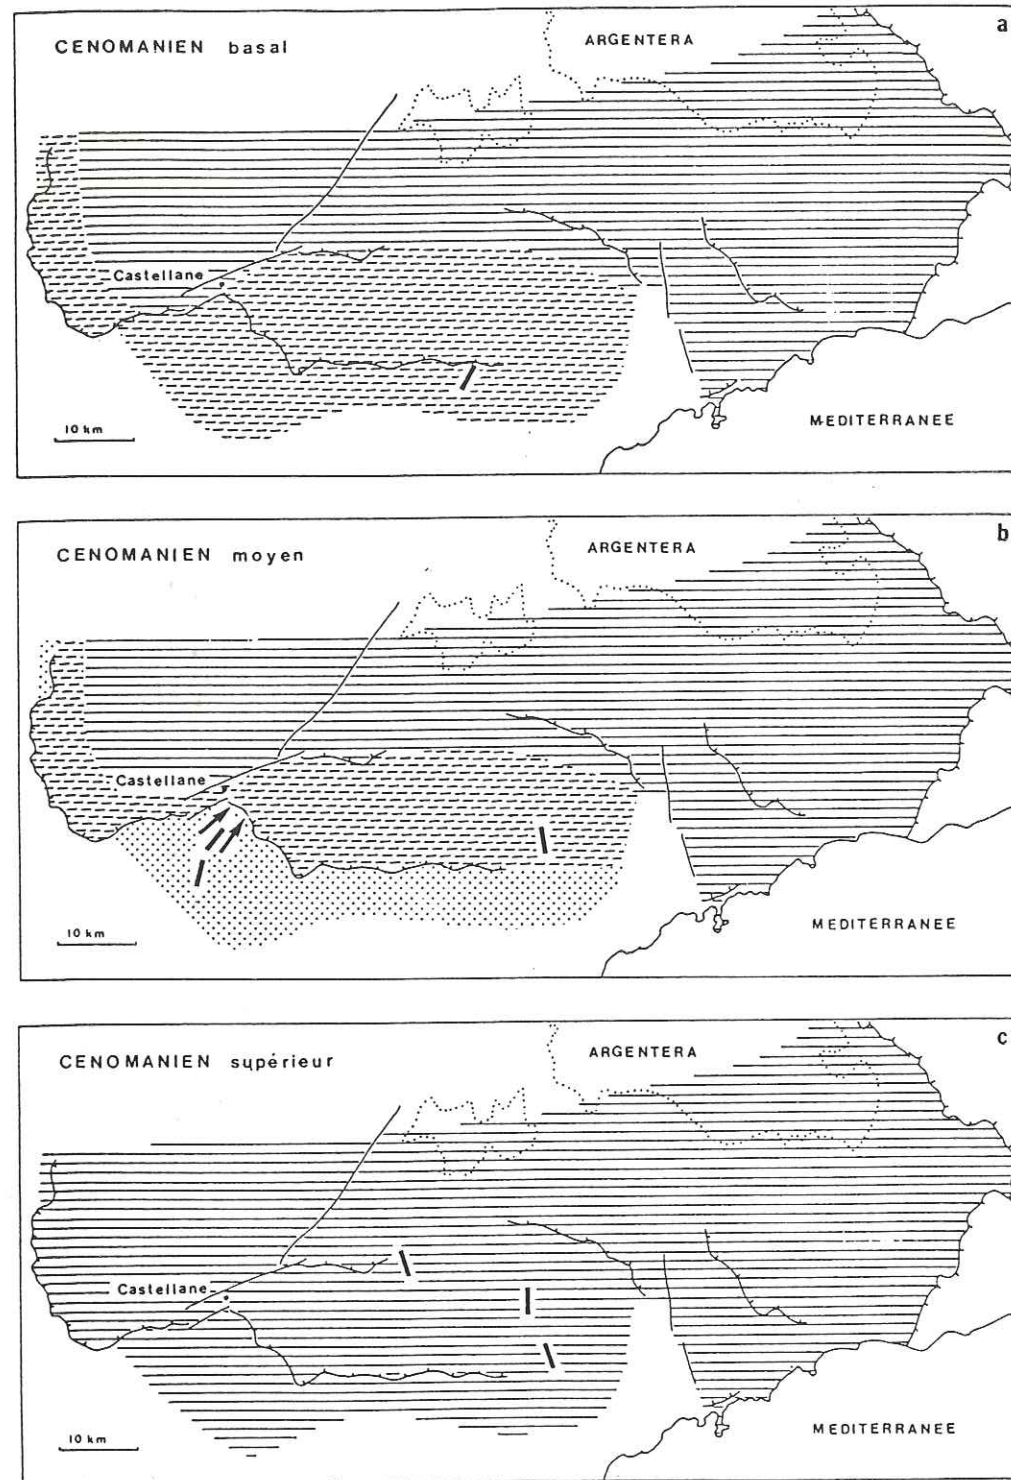 a
CENOMANIEN basal
ARGENTERA
Castellane
10 km
MEDITERRANEE
b
CENOMANIEN moyen
ARGENTERA
Castellane
10 km
MEDITERRANEE
c
CENOMANIEN supérieur
ARGENTERA
Castellane
10 km
MEDITERRANEE